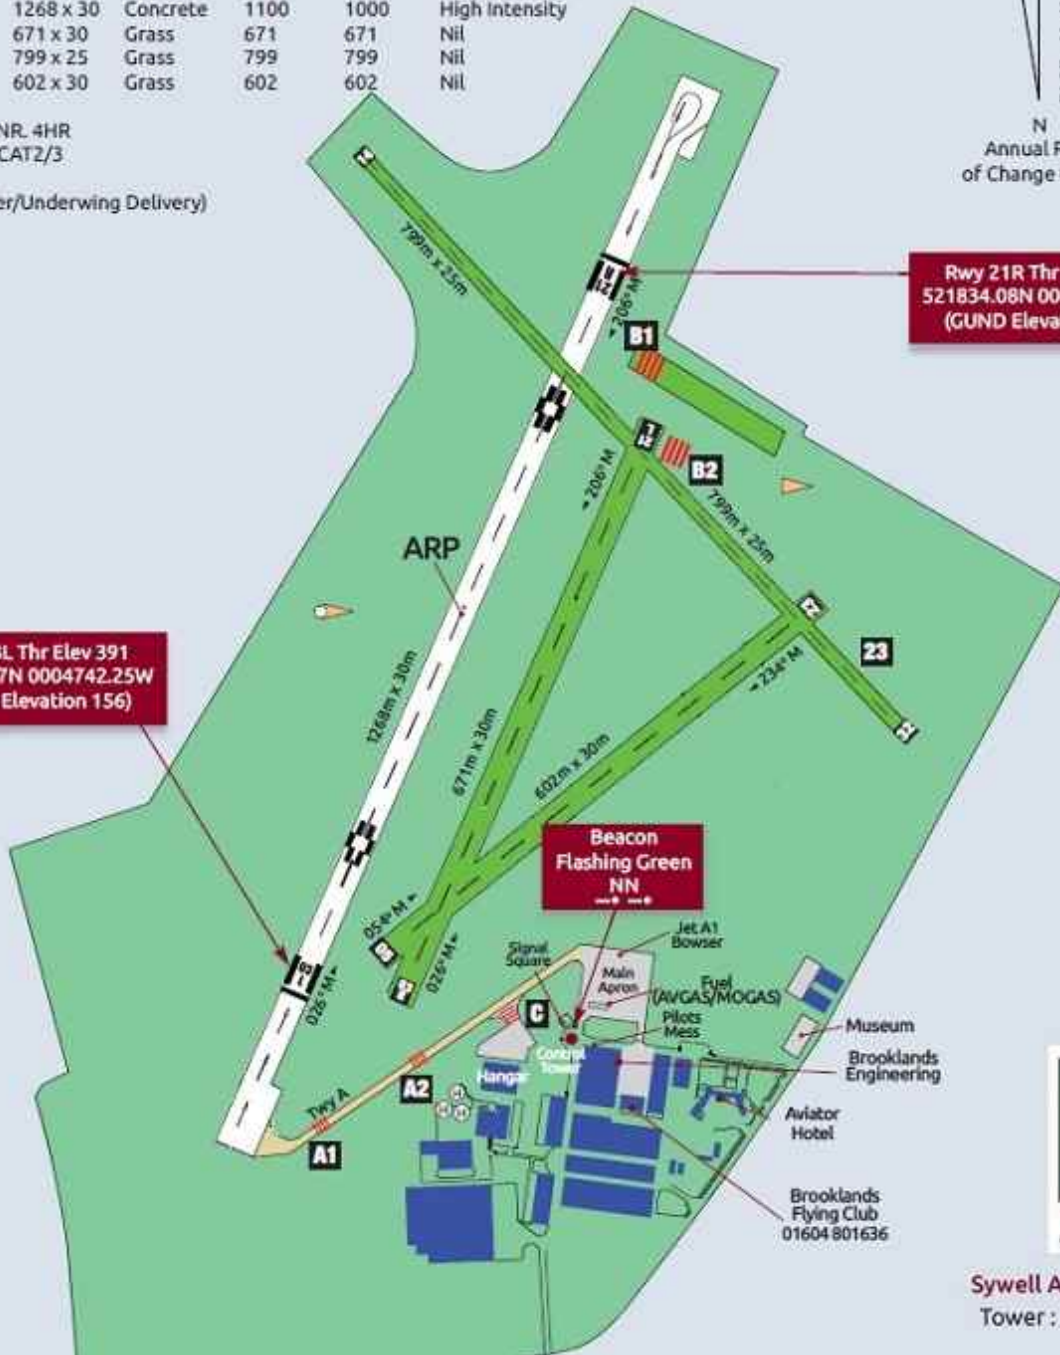 1268 x 30 Concrete 1100 1000 High Intensity
671 x 30 Grass 671 671 Nil
799 x 25 Grass 799 799 Nil
602 x 30 Grass 602 602 Nil
NR. 4HR
CAT2/3
er/Underwing Delivery)
N
Annual R
of Change
799m x 25m
21
R
206° M
Rwy 21R Thr
521834.08N 00
(GUND Eleva
B1
21
L
B2
206° M
799m x 25m
ARP
23
234° M
L Thr Elev 391
7N 0004742.25W
Elevation 156)
1268m x 30m
671m x 30m
602m x 30m
Beacon
Flashing Green
NN
054° M
05
03
L
026° M
026° M
Signal
Square
Jet A1
Bowser
Main
Apron
Fuel
(AVGAS/MOGAS)
C
Pilots
Mess
Control
Tower
Museum
Hangar
Brooklands
Engineering
A2
H
H
H
Twy A
Aviator
Hotel
A1
Brooklands
Flying Club
01604 801636
Sywell A
Tower :